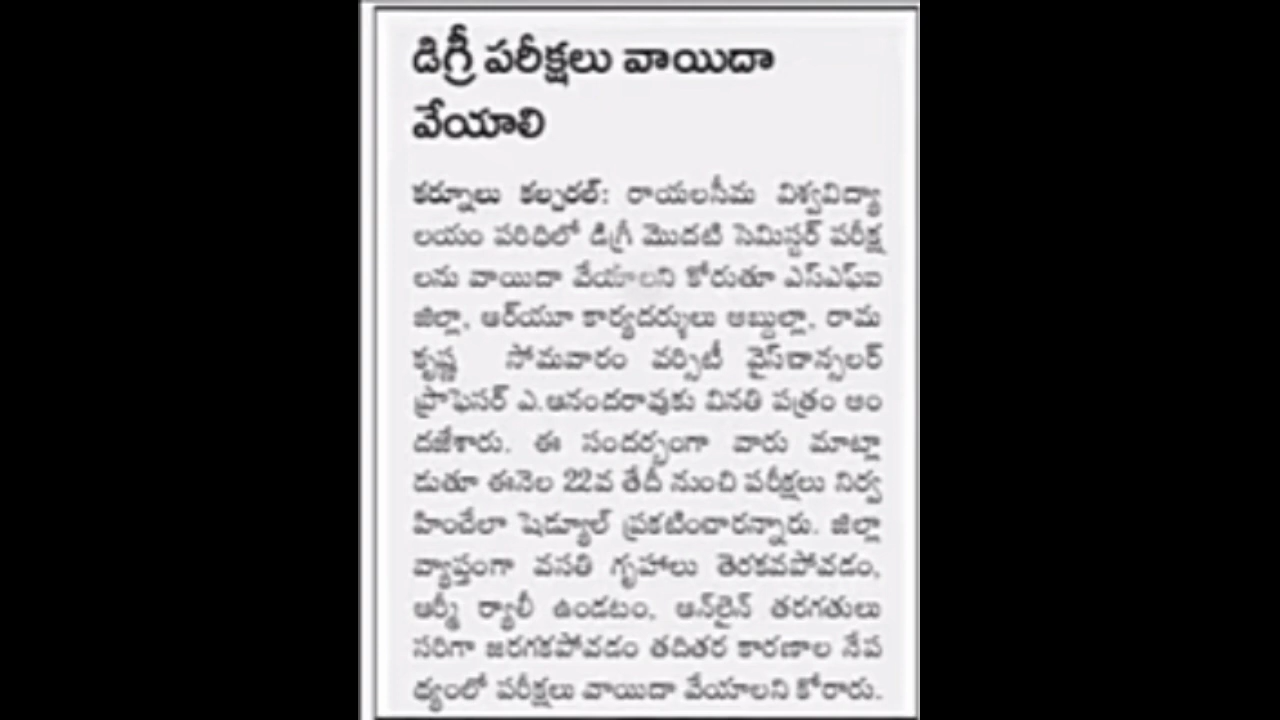 డిగ్రీ పరీక్షలు వాయిదా
వేయాలి
కర్నూలు కల్చరల్: రాయలసీమ విశ్వవిద్యా
లయం పరిధిలో డిగ్రీ మొదటి సెమిస్టర్ పరీక్ష
లను వాయిదా వేయాలని కోరుతూ ఎస్ఎఫ్ఐ
జిల్లా, ఆర్‌యూ కార్యదర్శులు అబ్దుల్లా, రామ
కృష్ణ సోమవారం వర్సిటీ వైస్‌చాన్సలర్
ప్రొఫెసర్ ఎ.ఆనందరావుకు వినతి పత్రం అం
దజేశారు. ఈ సందర్భంగా వారు మాట్లా
డుతూ ఈనెల 22వ తేదీ నుంచి పరీక్షలు నిర్వ
హించేలా షెడ్యూల్ ప్రకటించారన్నారు. జిల్లా
వ్యాప్తంగా వసతి గృహాలు తెరకవపోవడం,
ఆర్మీ ర్యాలీ ఉండటం, ఆన్‌లైన్ తరగతులు
సరిగా జరగకపోవడం తదితర కారణాల నేప
థ్యంలో పరీక్షలు వాయిదా వేయాలని కోరారు.